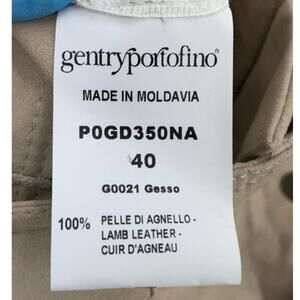 gentryportofino®
MADE IN MOLDAVIA
P0GD350NA
40
G0021 Gesso
100% PELLE DI AGNELLO -
LAMB LEATHER -
CUIR D'AGNEAU